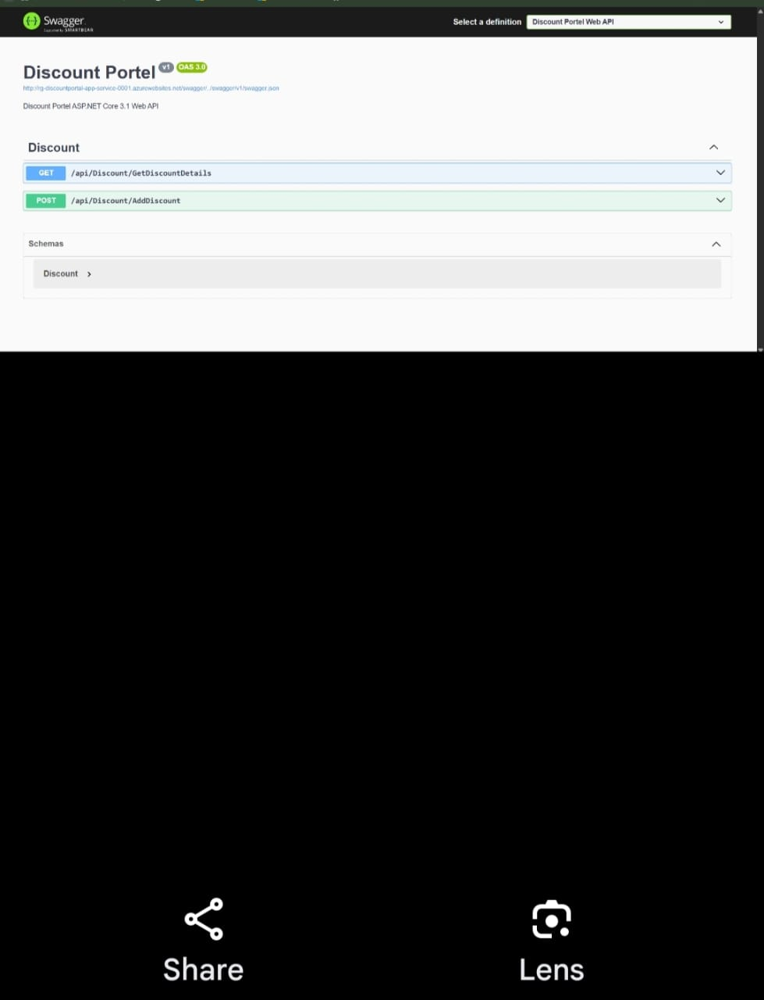 Swagger
Supported by SMARTBEAR
Select a definition
Discount Portel Web API
Discount Portel v1 OAS 3.0
http://rg-discountportal-app-service-0001.azurewebsites.net/swagger/../swagger/v1/swagger.json
Discount Portel ASP.NET Core 3.1 Web API
Discount
GET /api/Discount/GetDiscountDetails
POST /api/Discount/AddDiscount
Schemas
Discount
Share
Lens